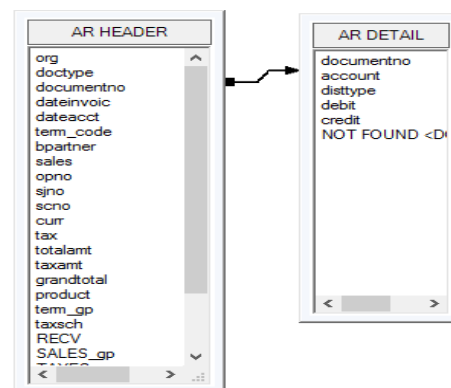 AR HEADER
org
doctype
documentno
dateinvoic
dateacct
term_code
bpartner
sales
opno
sjno
scno
curr
tax
totalamt
taxamt
grandtotal
product
term_gp
taxsch
RECV
SALES_gp
AR DETAIL
documentno
account
disttype
debit
credit
NOT FOUND <D